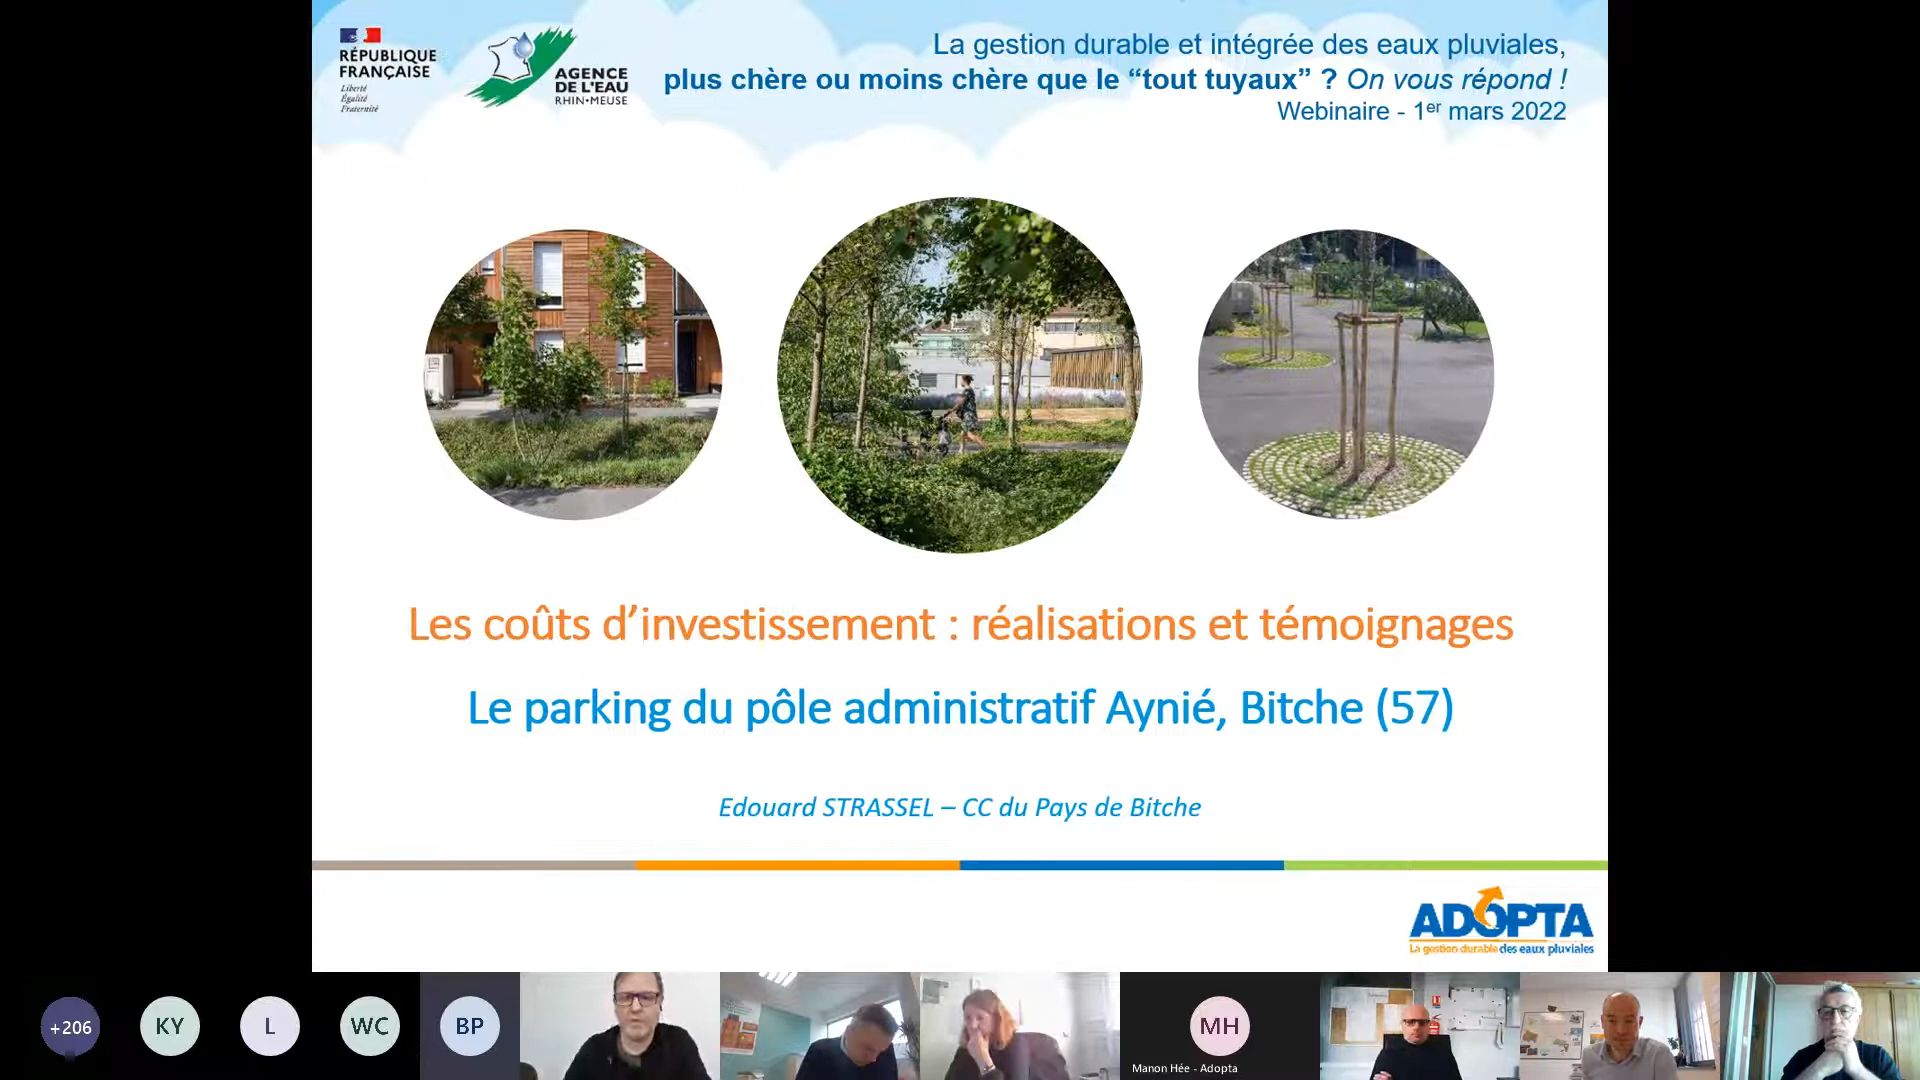 RÉPUBLIQUE
FRANÇAISE
Liberté
Égalité
Fraternité
AGENCE
DE L'EAU
RHIN•MEUSE
La gestion durable et intégrée des eaux pluviales,
plus chère ou moins chère que le “tout tuyaux” ? On vous répond !
Webinaire - 1er mars 2022
Les coûts d’investissement : réalisations et témoignages
Le parking du pôle administratif Aynié, Bitche (57)
Edouard STRASSEL – CC du Pays de Bitche
ADOPTA
La gestion durable des eaux pluviales
+206
KY
L
WC
BP
MH
Manon Hée - Adopta